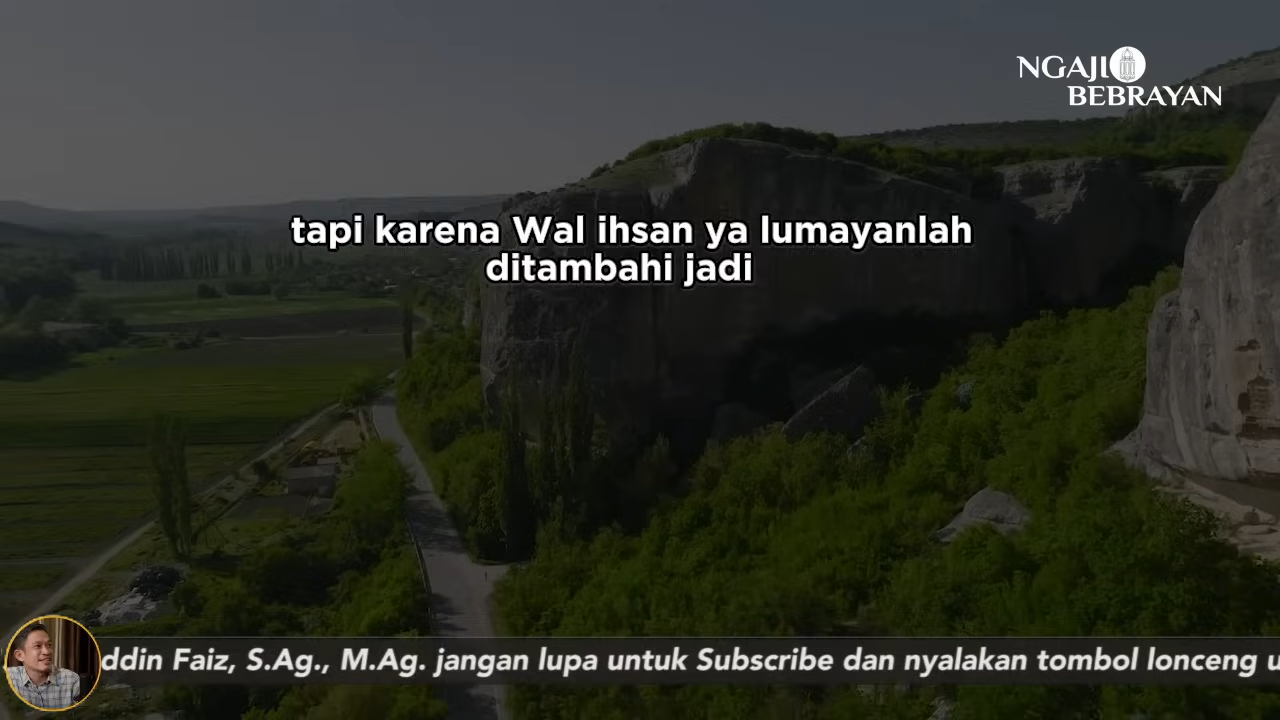 NGAJI
BEBRAYAN
tapi karena Wal ihsan ya lumayanlah
ditambahi jadi
ddin Faiz, S.Ag., M.Ag. jangan lupa untuk Subscribe dan nyalakan tombol lonceng u